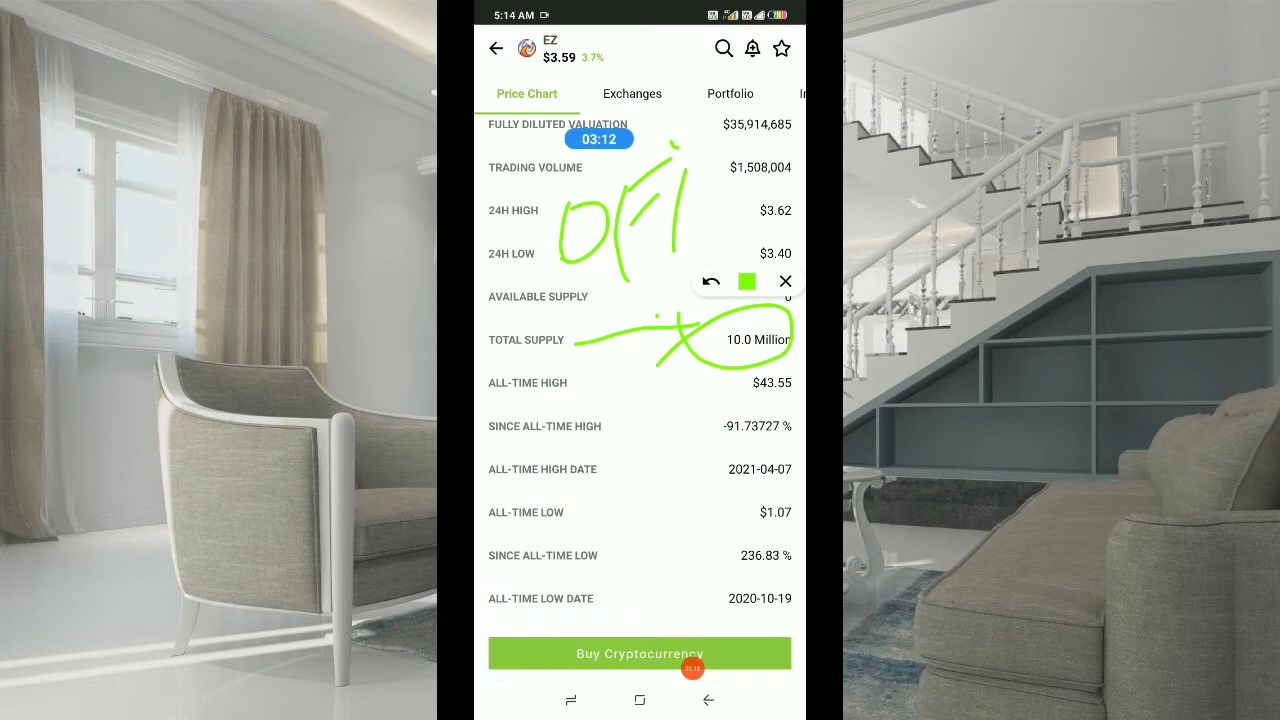 5:14 AM
EZ
$3.59 3.7%
Price Chart Exchanges Portfolio
FULLY DILUTED VALUATION $35,914,685
03:12
TRADING VOLUME $1,508,004
24H HIGH $3.62
24H LOW $3.40
AVAILABLE SUPPLY 0
TOTAL SUPPLY 10.0 Million
ALL-TIME HIGH $43.55
SINCE ALL-TIME HIGH -91.73727 %
ALL-TIME HIGH DATE 2021-04-07
ALL-TIME LOW $1.07
SINCE ALL-TIME LOW 236.83 %
ALL-TIME LOW DATE 2020-10-19
Buy Cryptocurrency